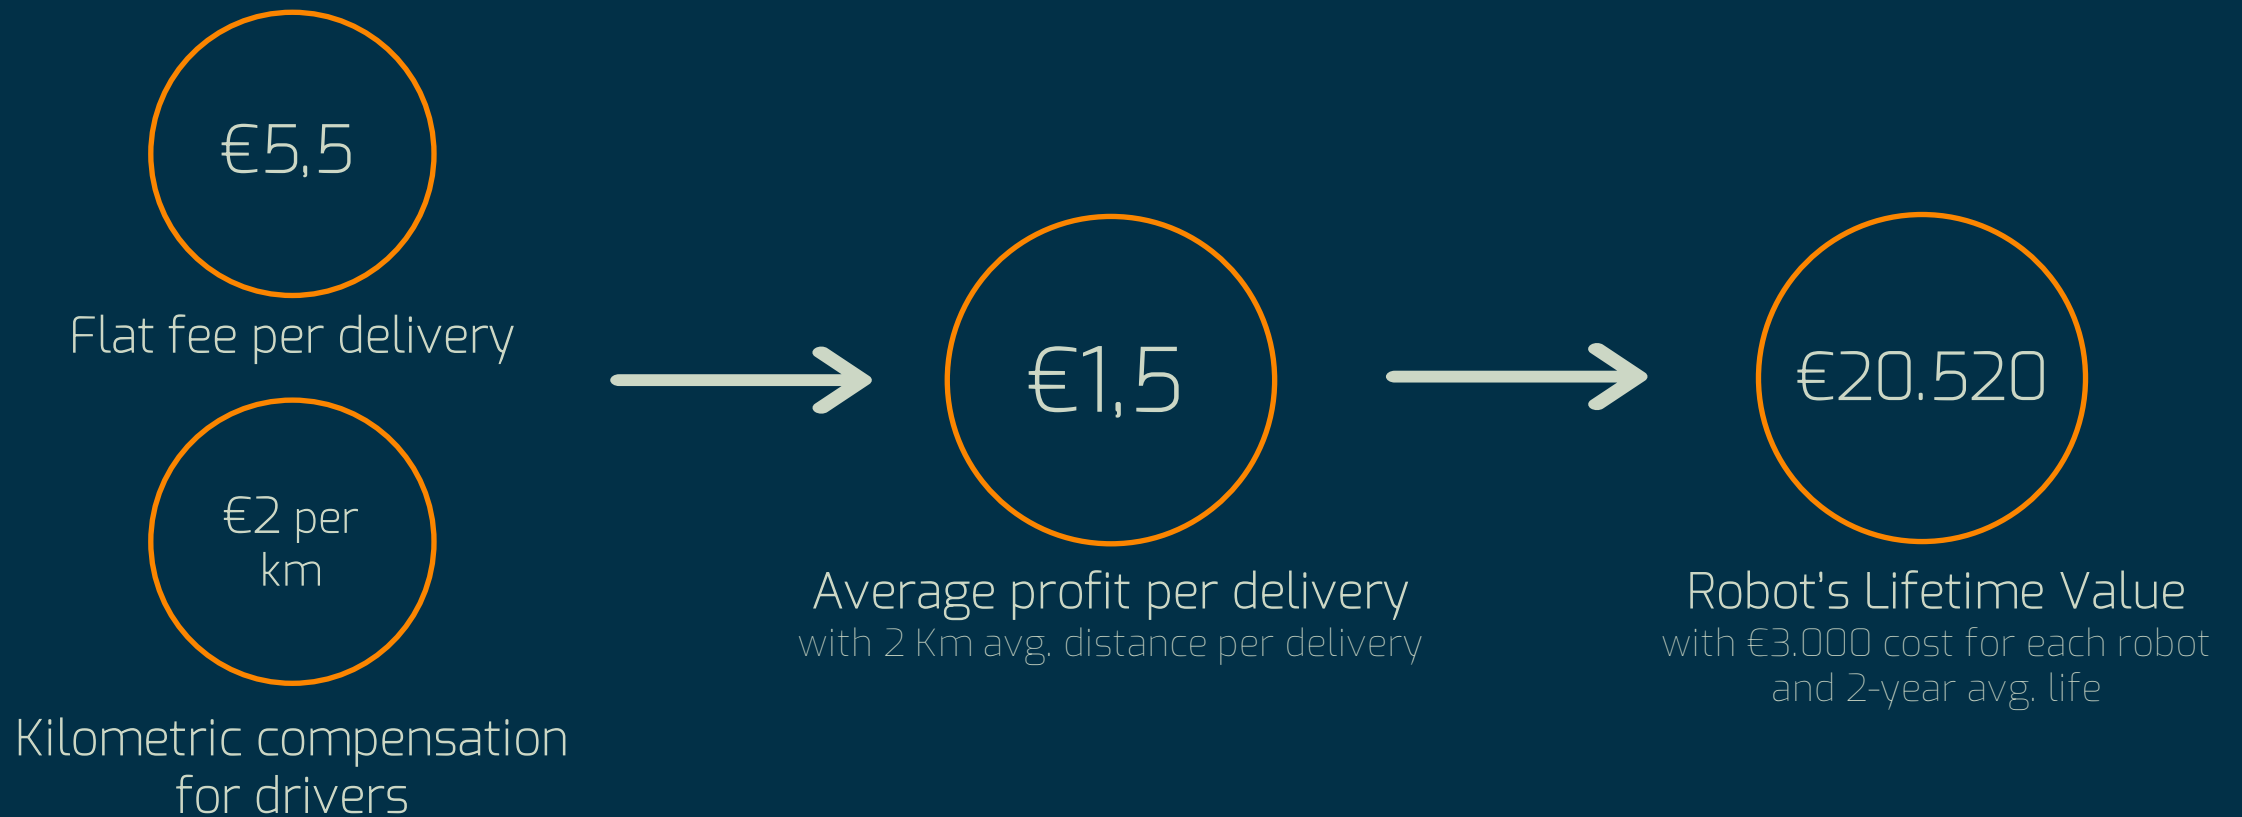 €5,5
Flat fee per delivery
€2 per
km
Kilometric compensation
for drivers
€1,5
Average profit per delivery
with 2 Km avg. distance per delivery
€20.520
Robot's Lifetime Value
with €3.000 cost for each robot
and 2-year avg. life